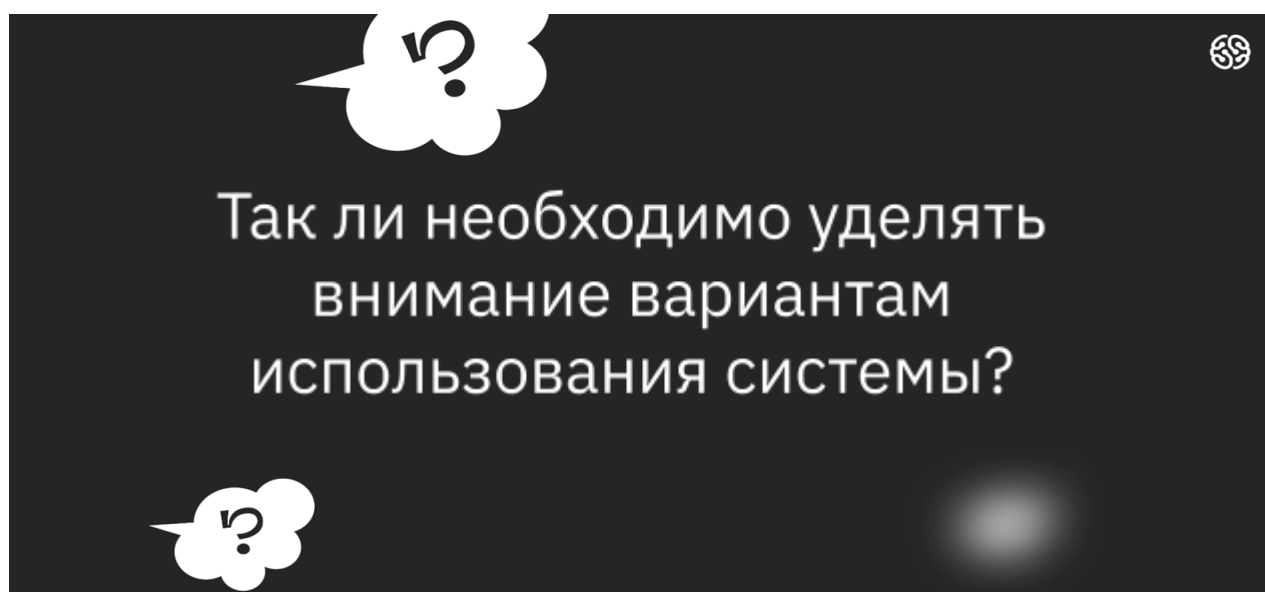 ?
Так ли необходимо уделять
внимание вариантам
использования системы?
?